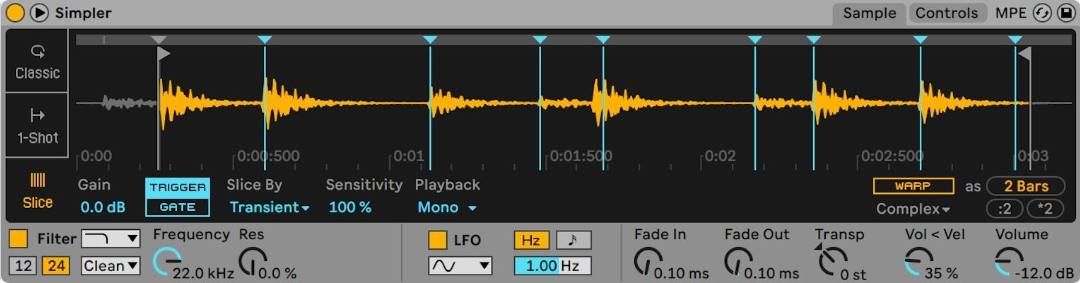 Simpler Sample Controls MPE
Classic
1-Shot
Slice
0:00 0:00:500 0:01 0:01:500 0:02 0:02:500 0:03
Gain TRIGGER Slice By Sensitivity Playback WARP as 2 Bars
0.0 dB GATE Transient 100 % Mono Complex :2 *2
Filter Frequency Res LFO Hz Fade In Fade Out Transp Vol < Vel Volume
12 24 Clean 22.0 kHz 0.0 % 1.00 Hz 0.10 ms 0.10 ms 0 st 35 % -12.0 dB